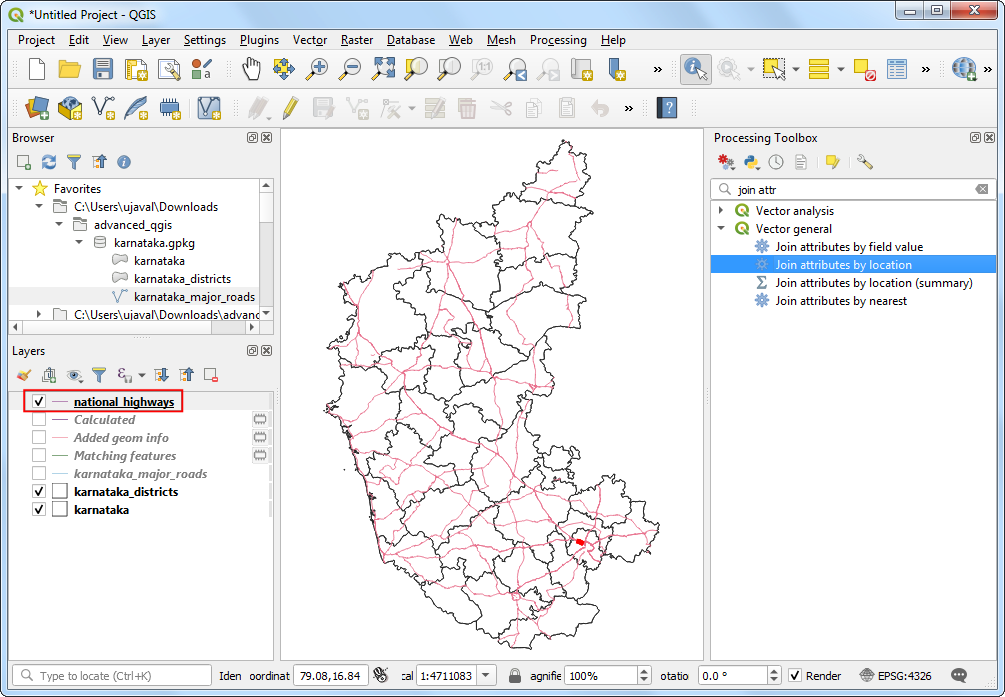 *Untitled Project - QGIS
Project Edit View Layer Settings Plugins Vector Raster Database Web Mesh Processing Help
1:1
a
»
»
»
»
?
Browser
Favorites
C:\Users\ujaval\Downloads
advanced_qgis
karnataka.gpkg
karnataka
karnataka_districts
karnataka_major_roads
C:\Users\ujaval\Downloads\advanc
Layers
national_highways
Calculated
Added geom info
Matching features
karnataka_major_roads
karnataka_districts
karnataka
Processing Toolbox
join attr
Vector analysis
Vector general
Join attributes by field value
Join attributes by location
Join attributes by location (summary)
Join attributes by nearest
Type to locate (Ctrl+K)
Iden oordinat 79.08,16.84 cal 1:4711083 agnifie 100% otatio 0.0 ° Render EPSG:4326